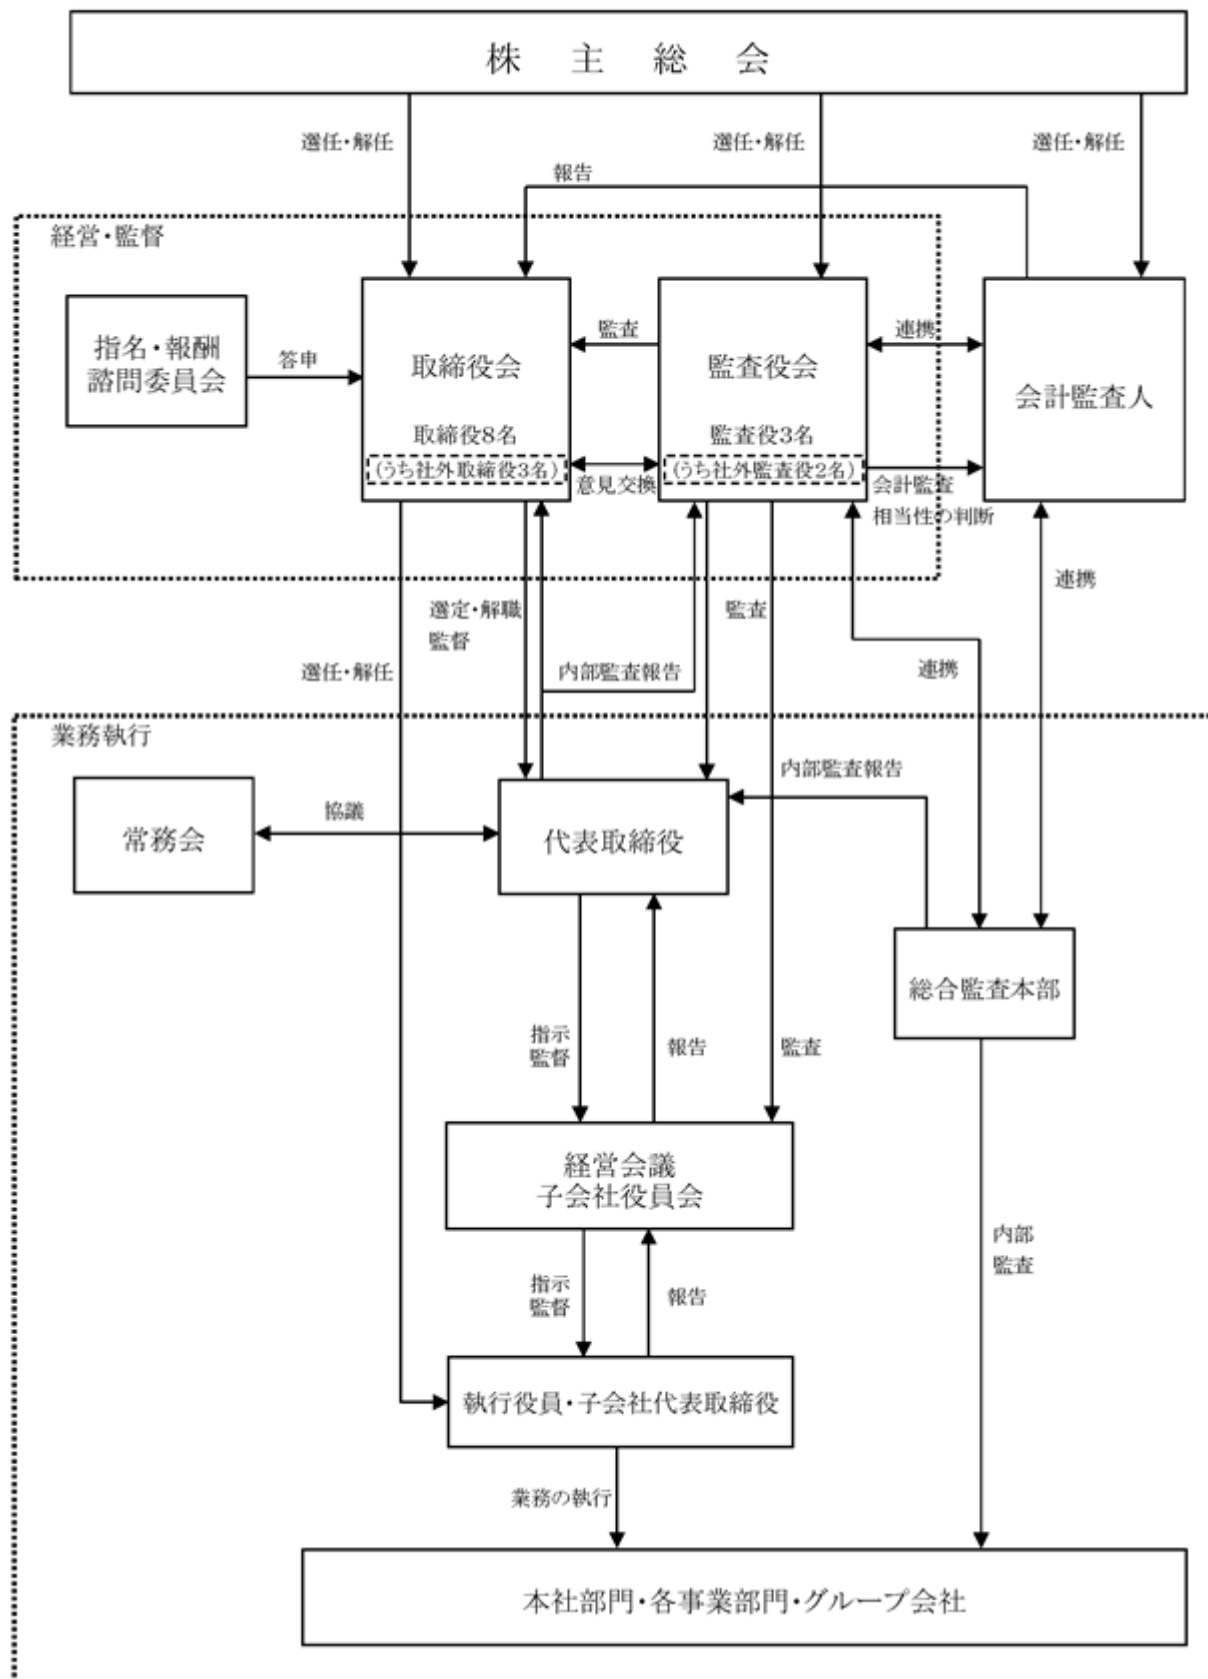 株主総会
選任・解任
選任・解任
選任・解任
報告
経営・監督
指名・報酬
諮問委員会
答申
取締役会
取締役8名
(うち社外取締役3名)
監査
意見交換
監査役会
監査役3名
(うち社外監査役2名)
連携
会計監査
相当性の判断
会計監査人
選任・解任
選定・解職
監督
内部監査報告
監査
連携
連携
業務執行
常務会
協議
代表取締役
内部監査報告
総合監査本部
指示
監督
報告
監査
経営会議
子会社役員会
指示
監督
報告
内部
監査
執行役員・子会社代表取締役
業務の執行
本社部門・各事業部門・グループ会社